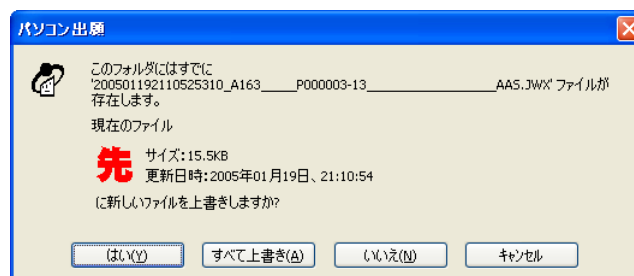 パソコン出願
このフォルダにはすでに
'200501192110525310_A163_____P000003-13__________________AAS.JWX' ファイルが
存在します。
現在のファイル
先
サイズ：15.5KB
更新日時：2005年01月19日、21:10:54
に新しいファイルを上書きしますか?
はい(Y) すべて上書き(A) いいえ(N) キャンセル